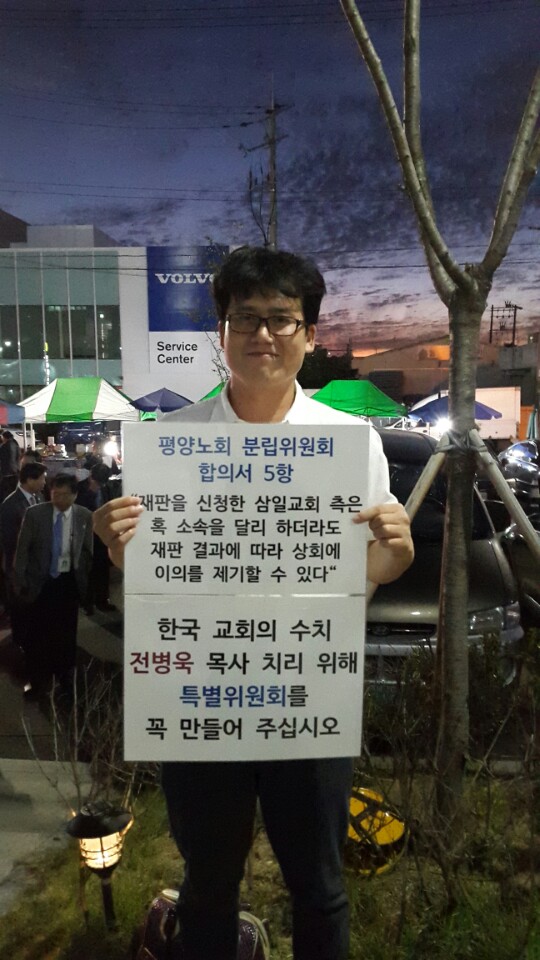 VOLVO
Service
Center
평양노회 분립위원회
합의서 5항
"재판을 신청한 삼일교회 측은
혹 소속을 달리 하더라도
재판 결과에 따라 상회에
이의를 제기할 수 있다"
한국 교회의 수치
전병욱 목사 치리 위해
특별위원회를
꼭 만들어 주십시오